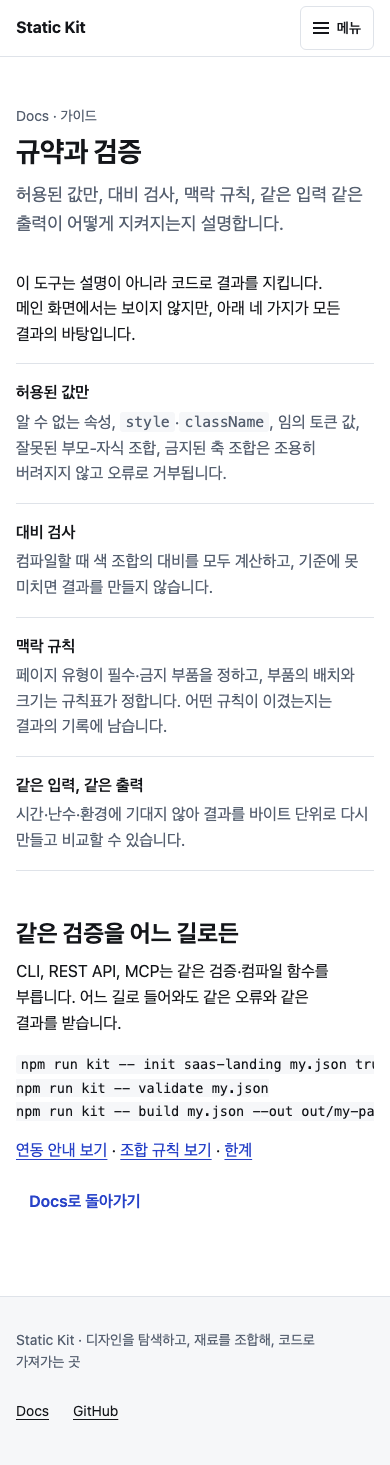 Static Kit
메뉴
Docs · 가이드
규약과 검증
허용된 값만, 대비 검사, 맥락 규칙, 같은 입력 같은
출력이 어떻게 지켜지는지 설명합니다.
이 도구는 설명이 아니라 코드로 결과를 지킵니다.
메인 화면에서는 보이지 않지만, 아래 네 가지가 모든
결과의 바탕입니다.
허용된 값만
알 수 없는 속성, style · className , 임의 토큰 값,
잘못된 부모-자식 조합, 금지된 축 조합은 조용히
버려지지 않고 오류로 거부됩니다.
대비 검사
컴파일할 때 색 조합의 대비를 모두 계산하고, 기준에 못
미치면 결과를 만들지 않습니다.
맥락 규칙
페이지 유형이 필수·금지 부품을 정하고, 부품의 배치와
크기는 규칙표가 정합니다. 어떤 규칙이 이겼는지는
결과의 기록에 남습니다.
같은 입력, 같은 출력
시간·난수·환경에 기대지 않아 결과를 바이트 단위로 다시
만들고 비교할 수 있습니다.
같은 검증을 어느 길로든
CLI, REST API, MCP는 같은 검증·컴파일 함수를
부릅니다. 어느 길로 들어와도 같은 오류와 같은
결과를 받습니다.
npm run kit -- init saas-landing my.json
npm run kit -- validate my.json
npm run kit -- build my.json --out
연동 안내 보기 · 조합 규칙 보기 · 한계
Docs로 돌아가기
Static Kit · 디자인을 탐색하고, 재료를 조합해, 코드로
가져가는 곳
Docs GitHub